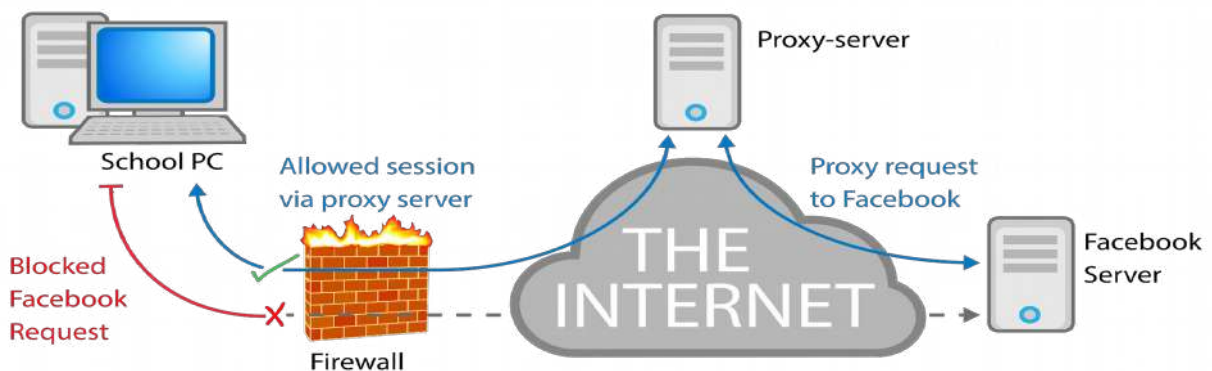 Proxy-server
School PC
Allowed session
via proxy server
Proxy request
to Facebook
Blocked
Facebook
Request
THE
INTERNET
Facebook
Server
Firewall